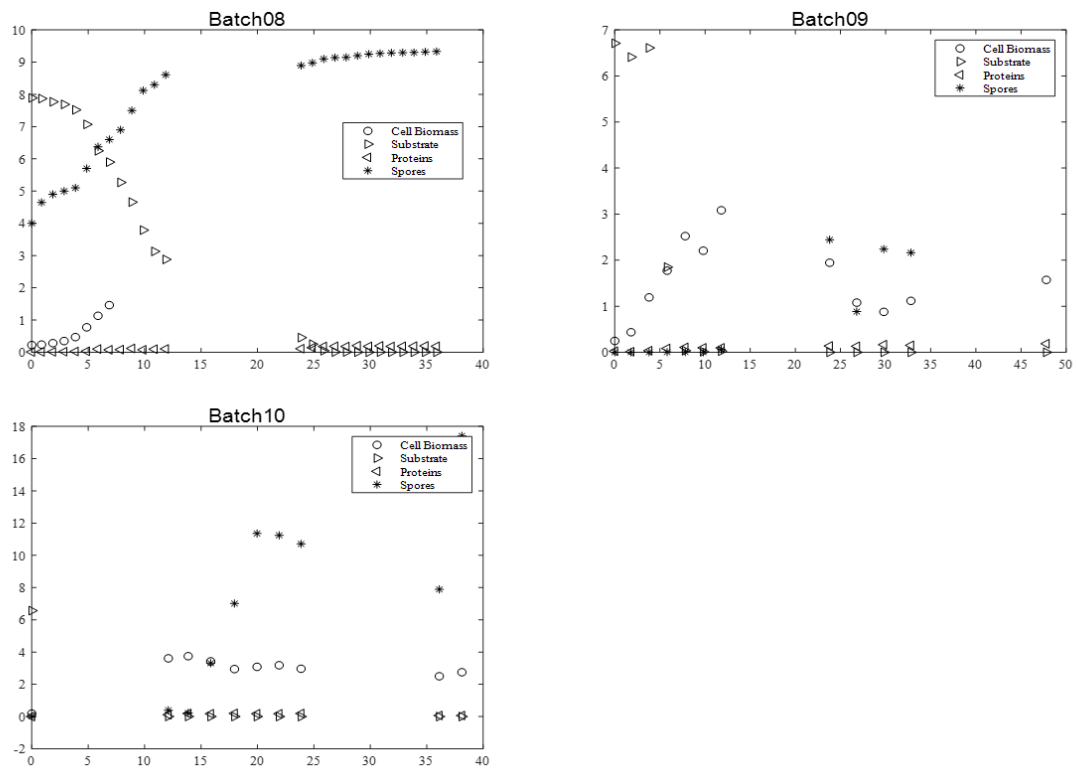 Batch08
10
9
8
7
6
5
4
3
2
1
0
Cell Biomass
Substrate
Proteins
Spores
0 5 10 15 20 25 30 35 40
Batch09
7
6
5
4
3
2
1
0
Cell Biomass
Substrate
Proteins
Spores
0 5 10 15 20 25 30 35 40 45 50
Batch10
18
16
14
12
10
8
6
4
2
0
-2
Cell Biomass
Substrate
Proteins
Spores
0 5 10 15 20 25 30 35 40